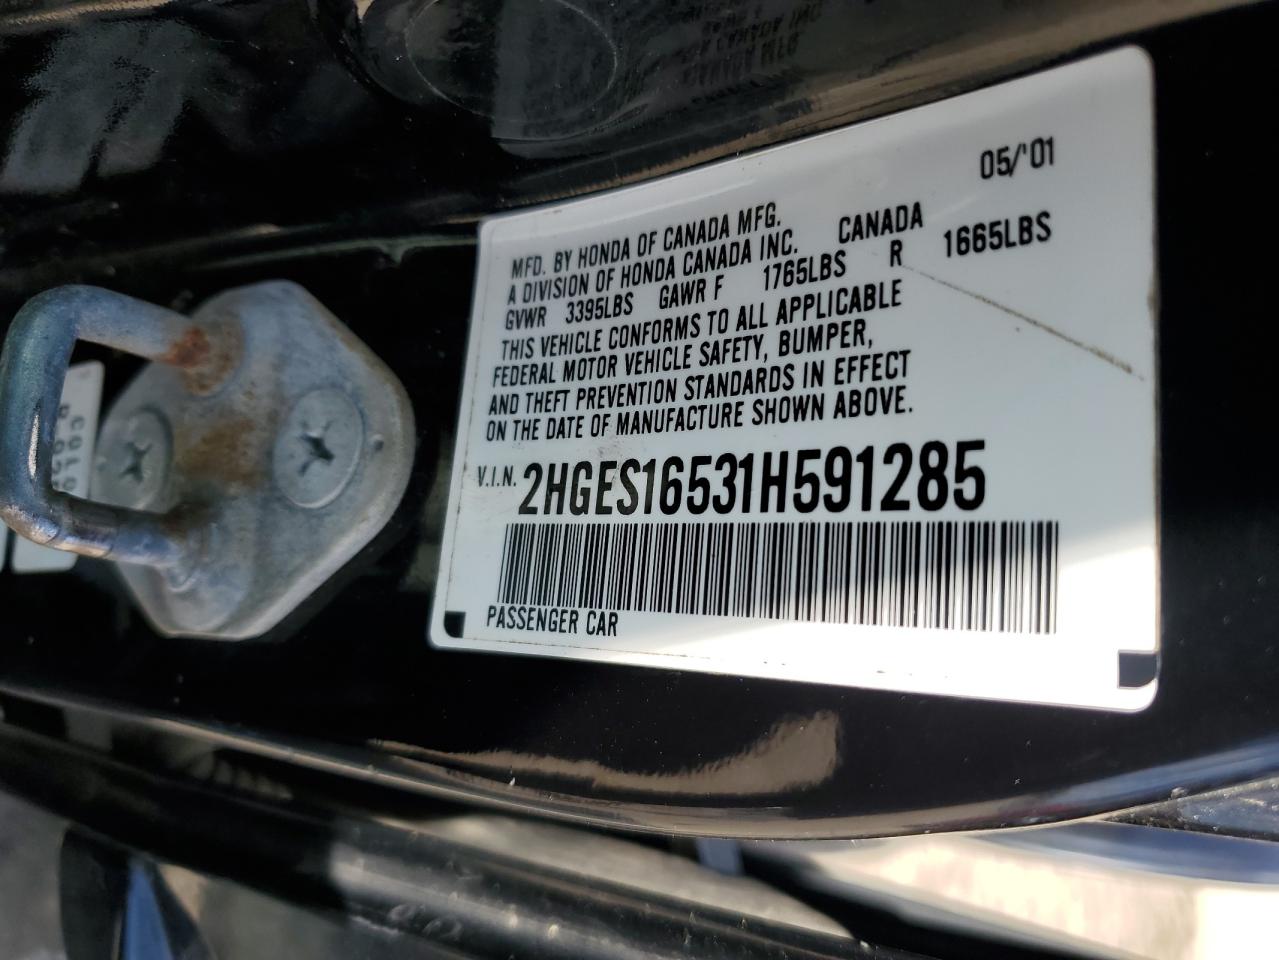 05/'01
MFD. BY HONDA OF CANADA MFG.
A DIVISION OF HONDA CANADA INC. CANADA
GVWR 3395LBS GAWR F 1765LBS R 1665LBS
THIS VEHICLE CONFORMS TO ALL APPLICABLE
FEDERAL MOTOR VEHICLE SAFETY, BUMPER,
AND THEFT PREVENTION STANDARDS IN EFFECT
ON THE DATE OF MANUFACTURE SHOWN ABOVE.
V.I.N. 2HGES16531H591285
PASSENGER CAR